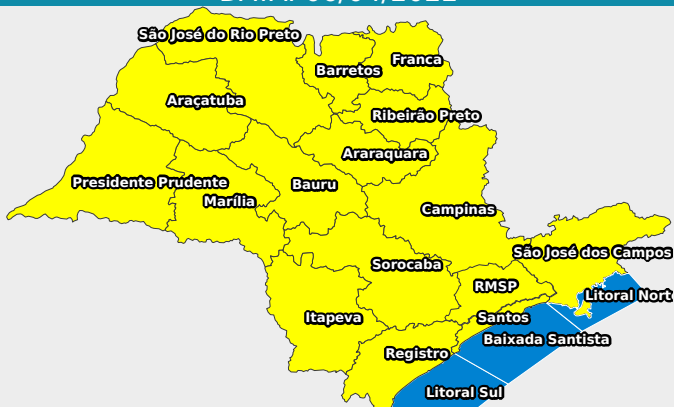 São José do Rio Preto
Franca
Barretos
Araçatuba
Ribeirão Preto
Araraquara
Presidente Prudente
Bauru
Marília
Campinas
São José dos Campos
Sorocaba
RMSP
Litoral Nort
Itapeva
Santos
Baixada Santista
Registro
Litoral Sul